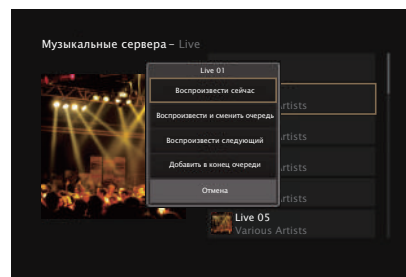 Музыкальные сервера – Live
Live 01
Воспроизвести сейчас
Воспроизвести и сменить очередь
Воспроизвести следующий
Добавить в конец очереди
Отмена
Live 05
Various Artists